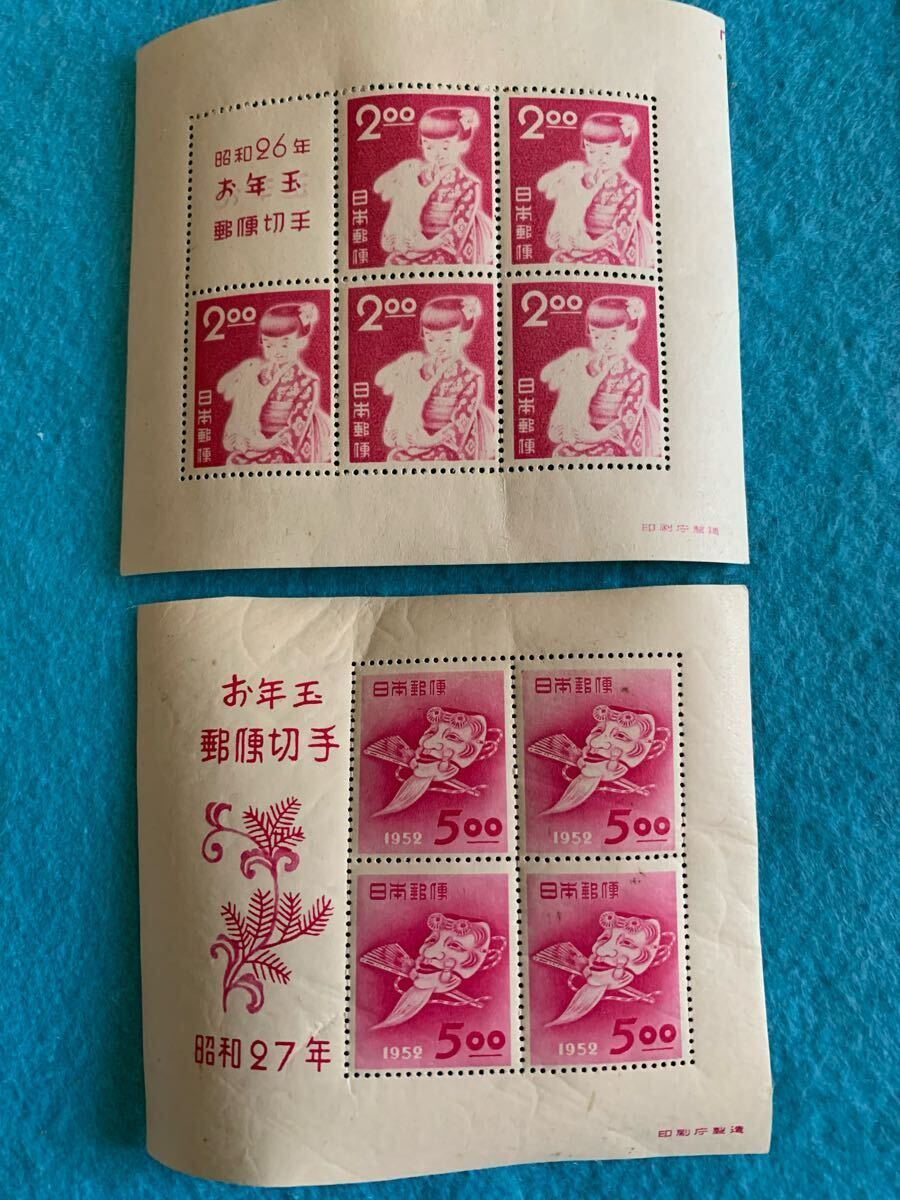 昭和26年
お年玉
郵便切手
2.00
日本郵便
2.00
日本郵便
2.00
日本郵便
2.00
日本郵便
2.00
日本郵便
印刷庁製造
お年玉
郵便切手
昭和27年
日本郵便
1952 5.00
日本郵便
1952 5.00
日本郵便
1952 5.00
日本郵便
1952 5.00
印刷庁製造